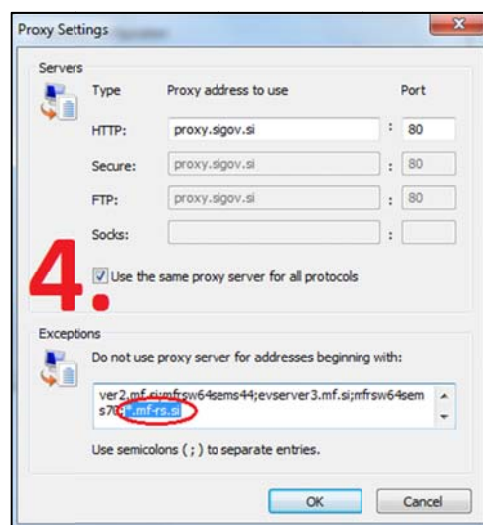 Proxy Settings
Servers
Type Proxy address to use Port
HTTP: proxy.sigov.si : 80
Secure: proxy.sigov.si : 80
FTP: proxy.sigov.si : 80
Socks: :
4.
Use the same proxy server for all protocols
Exceptions
Do not use proxy server for addresses beginning with:
ver2.mf.si;mfrsw64sems44;evserver3.mf.si;mfrsw64sem
s70;*.mf-rs.si
Use semicolons ( ; ) to separate entries.
OK Cancel